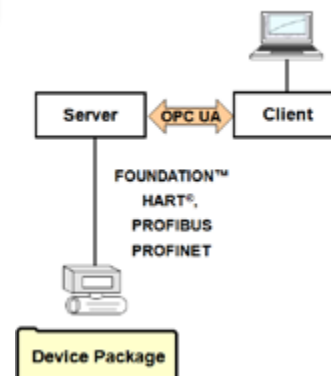 Server
OPC UA
Client
FOUNDATION™
HART®,
PROFIBUS
PROFINET
Device Package